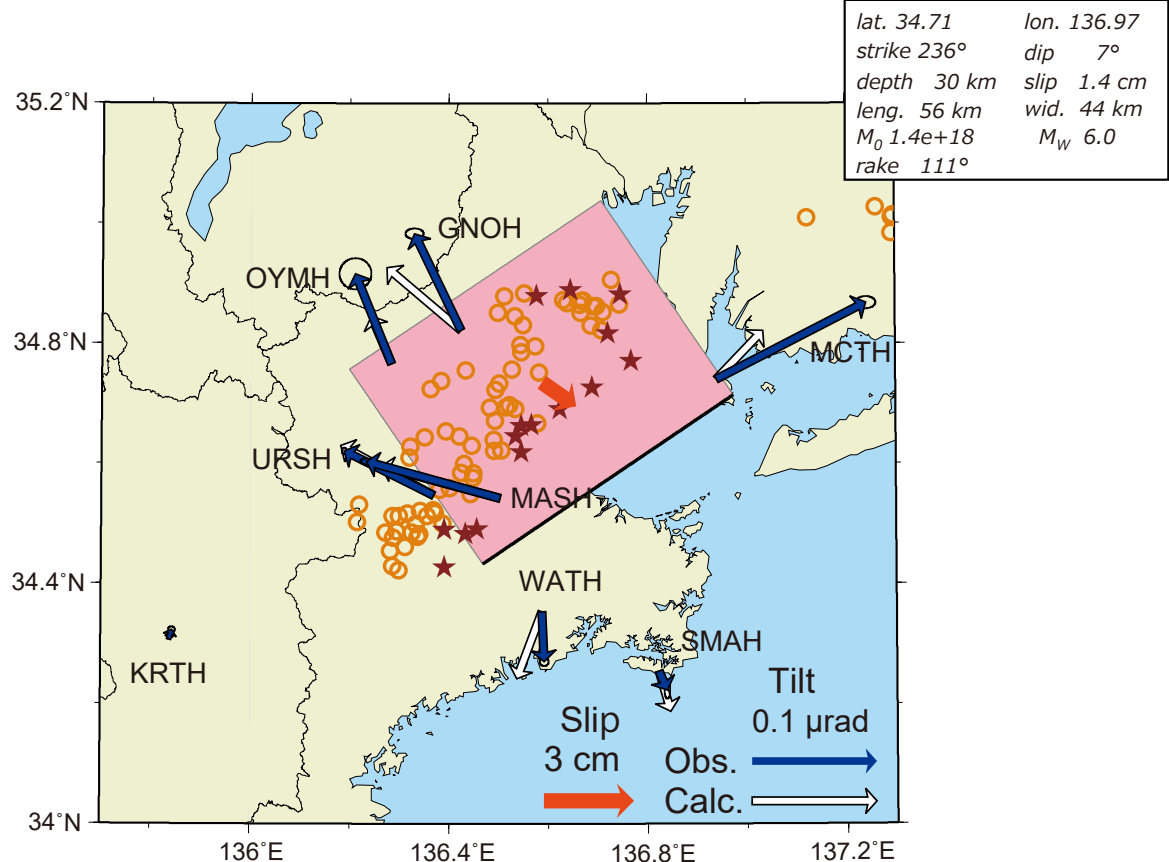 lat. 34.71 lon. 136.97
strike 236° dip 7°
depth 30 km slip 1.4 cm
leng. 56 km wid. 44 km
M0 1.4e+18 MW 6.0
rake 111°
35.2˚N
GNOH
OYMH
34.8˚N
MCTH
URSH
MASH
34.4˚N
WATH
SMAH
KRTH
Tilt
Slip
0.1 μrad
3 cm
Obs.
Calc.
34˚N
136˚E
136.4˚E
136.8˚E
137.2˚E